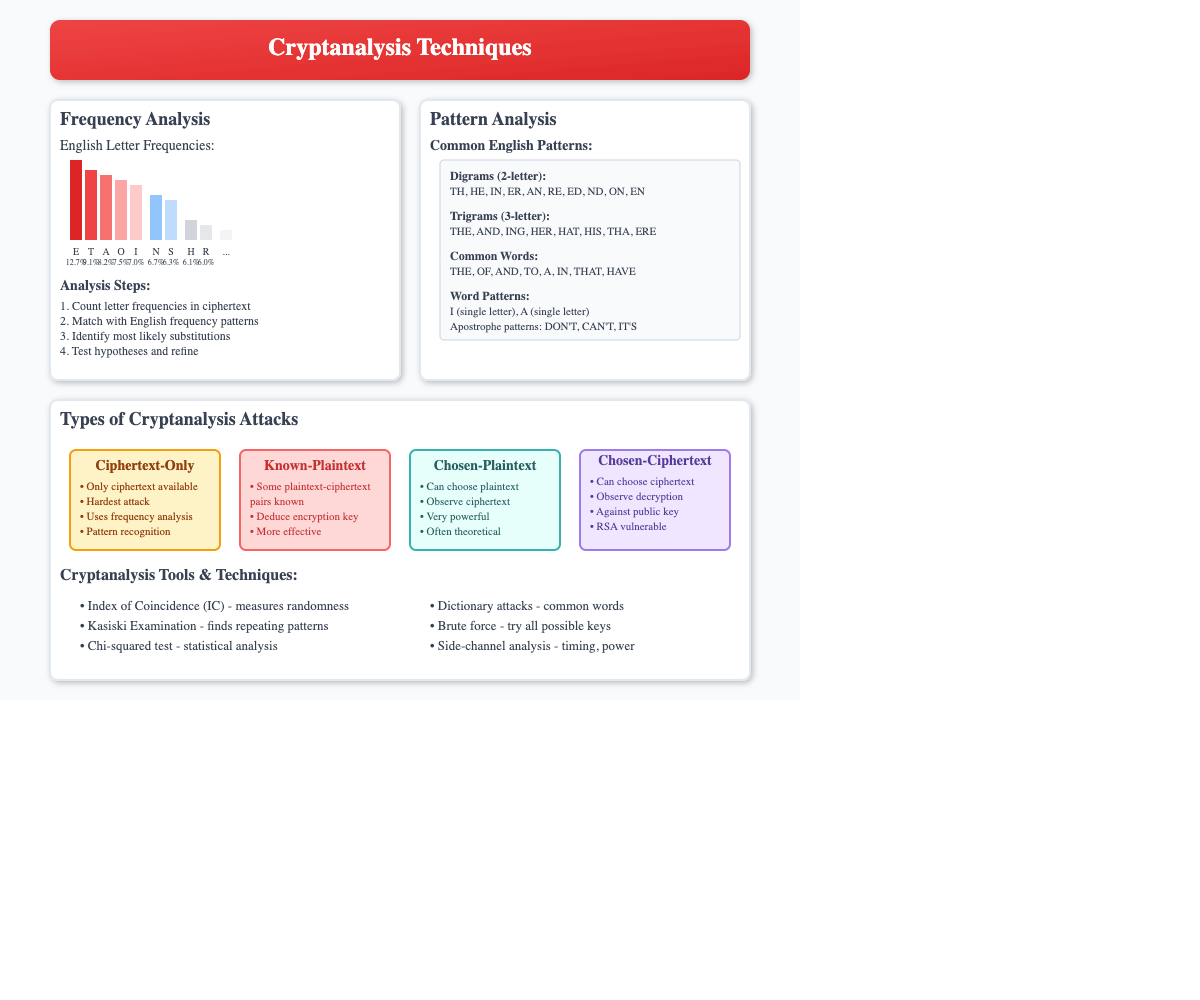 Cryptanalysis Techniques
Frequency Analysis
English Letter Frequencies:
E T A O I N S H R ...
12.7% 9.1% 8.2% 7.5% 7.0% 6.7% 6.3% 6.1% 6.0%
Analysis Steps:
1. Count letter frequencies in ciphertext
2. Match with English frequency patterns
3. Identify most likely substitutions
4. Test hypotheses and refine
Pattern Analysis
Common English Patterns:
Digrams (2-letter):
TH, HE, IN, ER, AN, RE, ED, ND, ON, EN
Trigrams (3-letter):
THE, AND, ING, HER, HAT, HIS, THA, ERE
Common Words:
THE, OF, AND, TO, A, IN, THAT, HAVE
Word Patterns:
I (single letter), A (single letter)
Apostrophe patterns: DON'T, CAN'T, IT'S
Types of Cryptanalysis Attacks
Ciphertext-Only
• Only ciphertext available
• Hardest attack
• Uses frequency analysis
• Pattern recognition
Known-Plaintext
• Some plaintext-ciphertext
pairs known
• Deduce encryption key
• More effective
Chosen-Plaintext
• Can choose plaintext
• Observe ciphertext
• Very powerful
• Often theoretical
Chosen-Ciphertext
• Can choose ciphertext
• Observe decryption
• Against public key
• RSA vulnerable
Cryptanalysis Tools & Techniques:
• Index of Coincidence (IC) - measures randomness
• Kasiski Examination - finds repeating patterns
• Chi-squared test - statistical analysis
• Dictionary attacks - common words
• Brute force - try all possible keys
• Side-channel analysis - timing, power